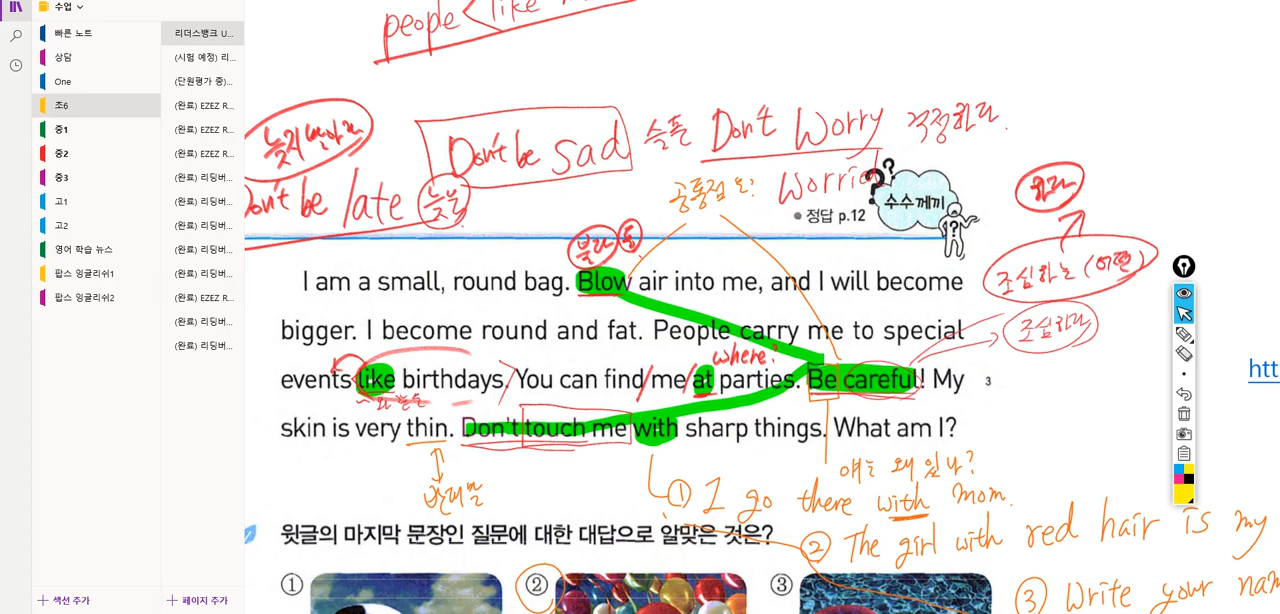 수업
빠른 노트
상담
One
초6
중1
중2
중3
고1
고2
영어 학습 뉴스
팝스 잉글리쉬1
팝스 잉글리쉬2
섹션 추가
리더스뱅크 U...
(시험 예정) 리...
(단원평가 중)...
(완료) EZEZ R...
(완료) EZEZ R...
(완료) EZEZ R...
(완료) 리딩버...
(완료) 리딩버...
(완료) 리딩버...
(완료) 리딩버...
(완료) 리딩버...
(완료) EZEZ R...
(완료) 리딩버...
(완료) 리딩버...
페이지 추가
people like
Don't be sad 슬픈 Don't Worry 걱정한다.
Don't be late 늦은
공통점은? Worried
정답 p.12
수수께끼
동
I am a small, round bag. Blow air into me, and I will become
조심하는 (어떤)
조심한다
bigger. I become round and fat. People carry me to special
where?
events like birthdays. You can find me at parties. Be careful! My
3
htt
skin is very thin. Don't touch me with sharp things. What am I?
반대말
얘는 왜 있나?
① I go there with mom.
② The girl with red hair is my
③ Write your
윗글의 마지막 문장인 질문에 대한 대답으로 알맞은 것은?
① ② ③